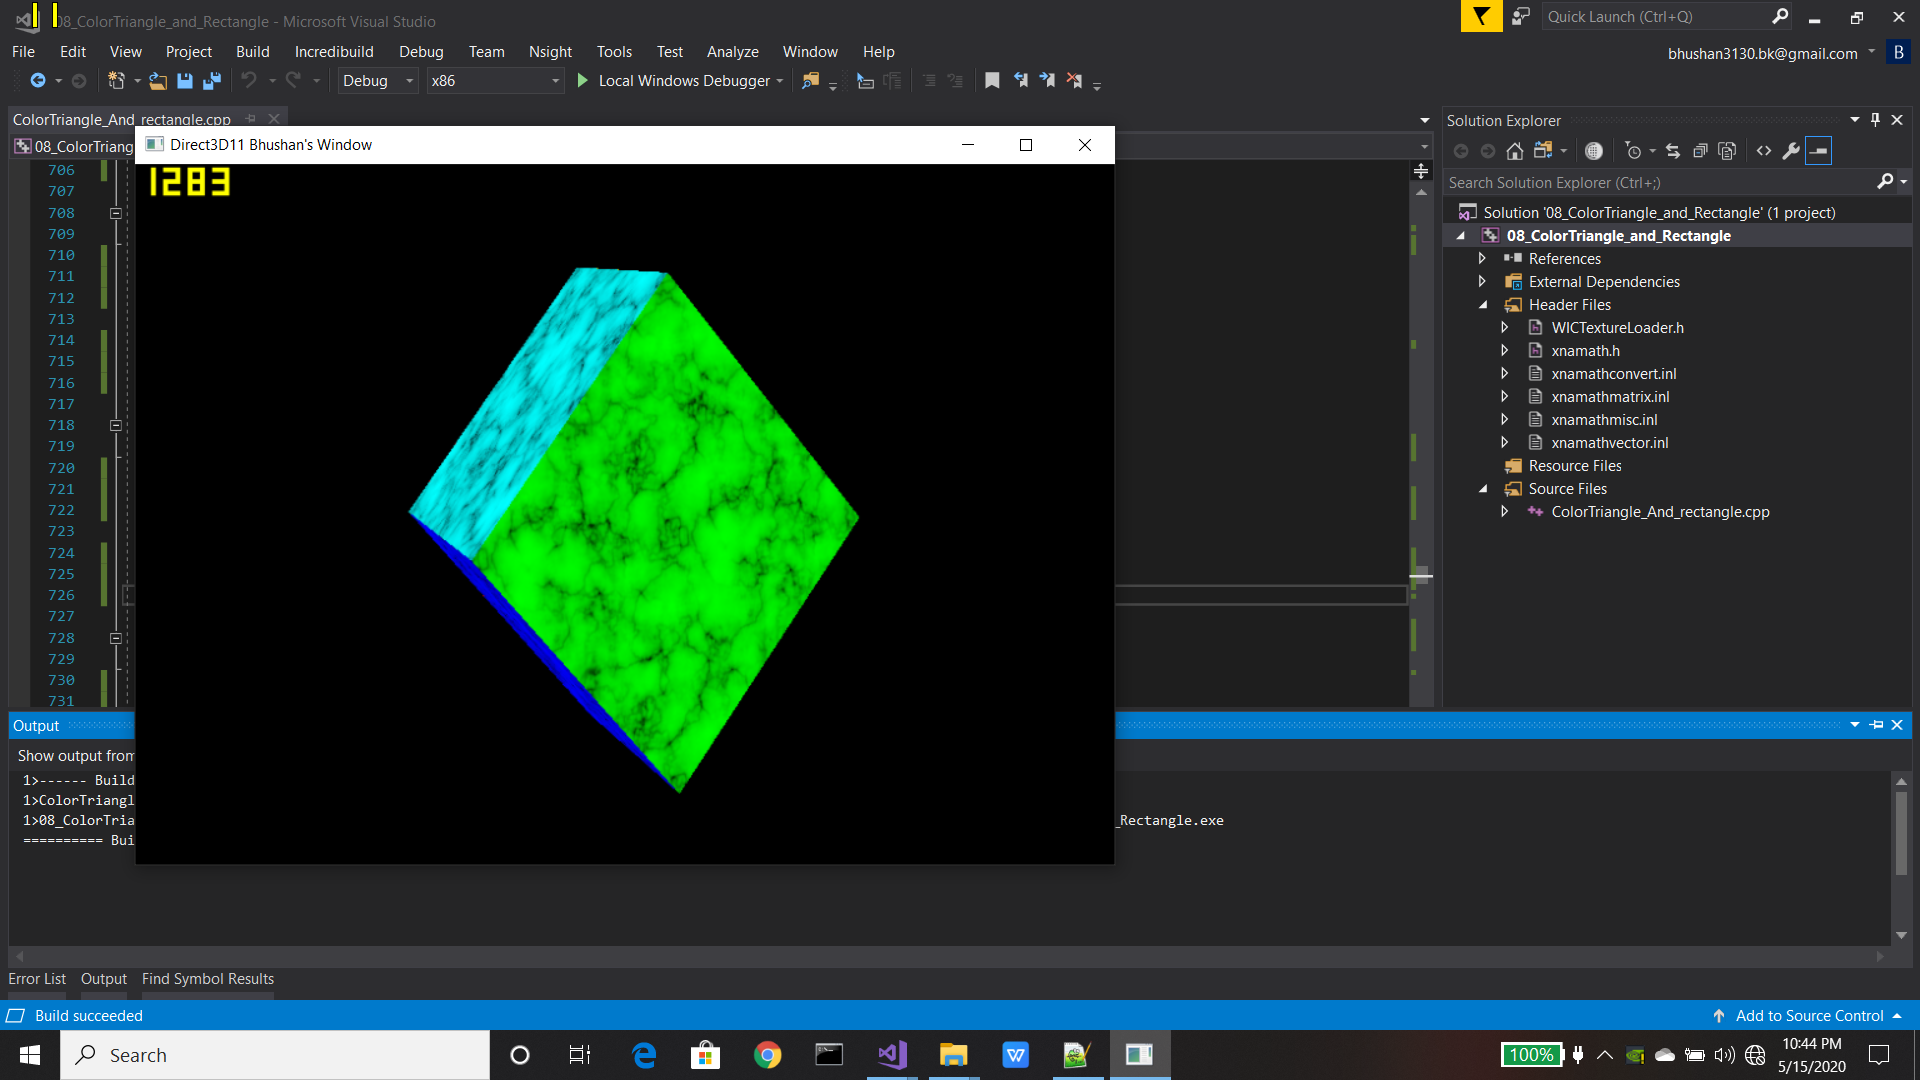 08_ColorTriangle_and_Rectangle - Microsoft Visual Studio
Quick Launch (Ctrl+Q)
File Edit View Project Build Incredibuild Debug Team Nsight Tools Test Analyze Window Help
bhushan3130.bk@gmail.com B
Debug x86 Local Windows Debugger
ColorTriangle_And_rectangle.cpp
08_ColorTriang
Direct3D11 Bhushan's Window
1283
706
707
708
709
710
711
712
713
714
715
716
717
718
719
720
721
722
723
724
725
726
727
728
729
730
731
Solution Explorer
Search Solution Explorer (Ctrl+;)
Solution '08_ColorTriangle_and_Rectangle' (1 project)
08_ColorTriangle_and_Rectangle
References
External Dependencies
Header Files
WICTextureLoader.h
xnamath.h
xnamathconvert.inl
xnamathmatrix.inl
xnamathmisc.inl
xnamathvector.inl
Resource Files
Source Files
ColorTriangle_And_rectangle.cpp
Output
Show output from
1>------ Build
1>ColorTriangl
1>08_ColorTria _Rectangle.exe
========== Bui
Error List Output Find Symbol Results
Build succeeded
Add to Source Control
Search
100%
10:44 PM
5/15/2020